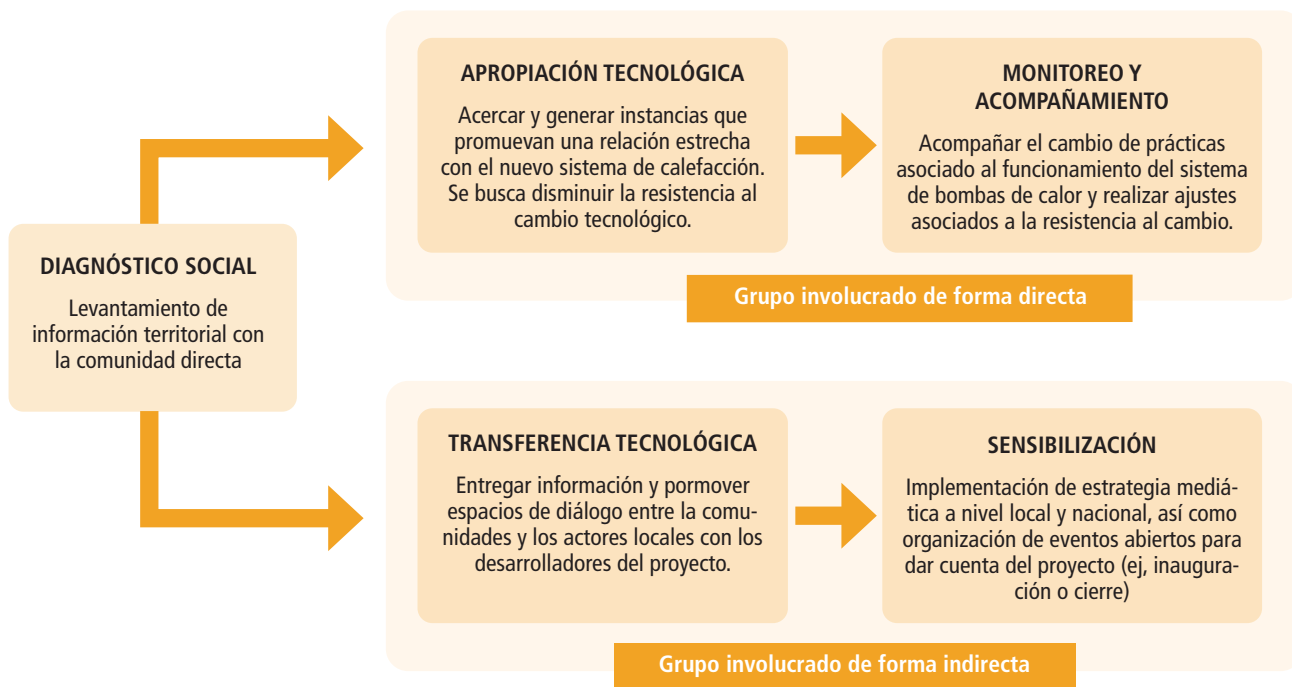 DIAGNÓSTICO SOCIAL
Levantamiento de
información territorial con
la comunidad directa
APROPIACIÓN TECNOLÓGICA
Acercar y generar instancias que
promuevan una relación estrecha
con el nuevo sistema de calefacción.
Se busca disminuir la resistencia al
cambio tecnológico.
MONITOREO Y
ACOMPAÑAMIENTO
Acompañar el cambio de prácticas
asociado al funcionamiento del sistema
de bombas de calor y realizar ajustes
asociados a la resistencia al cambio.
Grupo involucrado de forma directa
TRANSFERENCIA TECNOLÓGICA
Entregar información y pormover
espacios de diálogo entre la comu-
nidades y los actores locales con los
desarrolladores del proyecto.
SENSIBILIZACIÓN
Implementación de estrategia mediá-
tica a nivel local y nacional, así como
organización de eventos abiertos para
dar cuenta del proyecto (ej, inaugura-
ción o cierre)
Grupo involucrado de forma indirecta